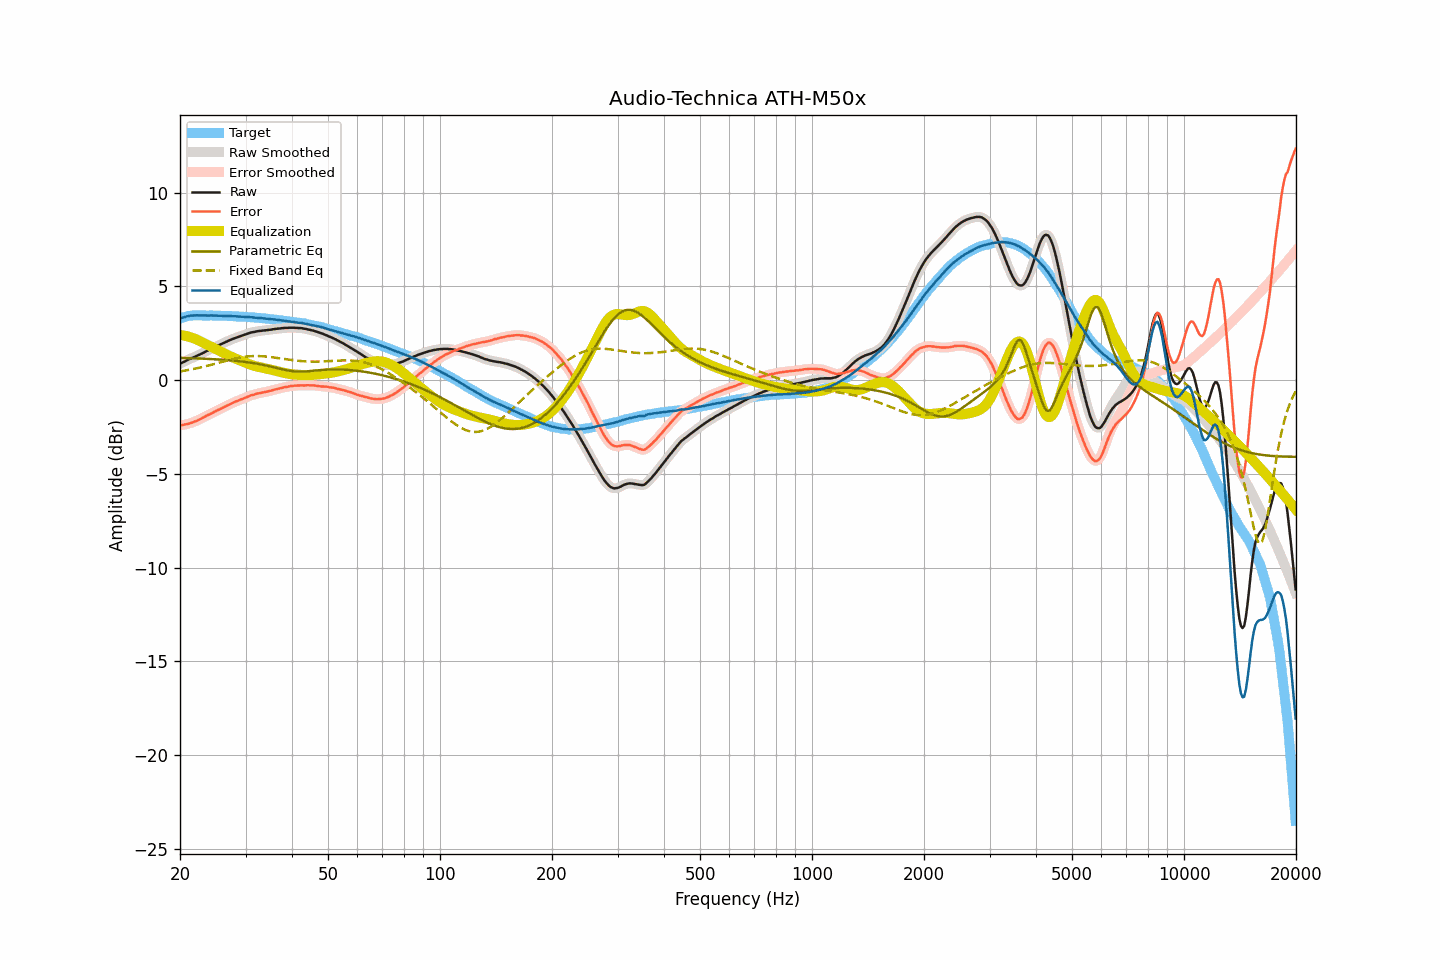 Audio-Technica ATH-M50x
Target
Raw Smoothed
Error Smoothed
Raw
Error
Equalization
Parametric Eq
Fixed Band Eq
Equalized
10
5
0
−5
−10
−15
−20
−25
Amplitude (dBr)
20 50 100 200 500 1000 2000 5000 10000 20000
Frequency (Hz)